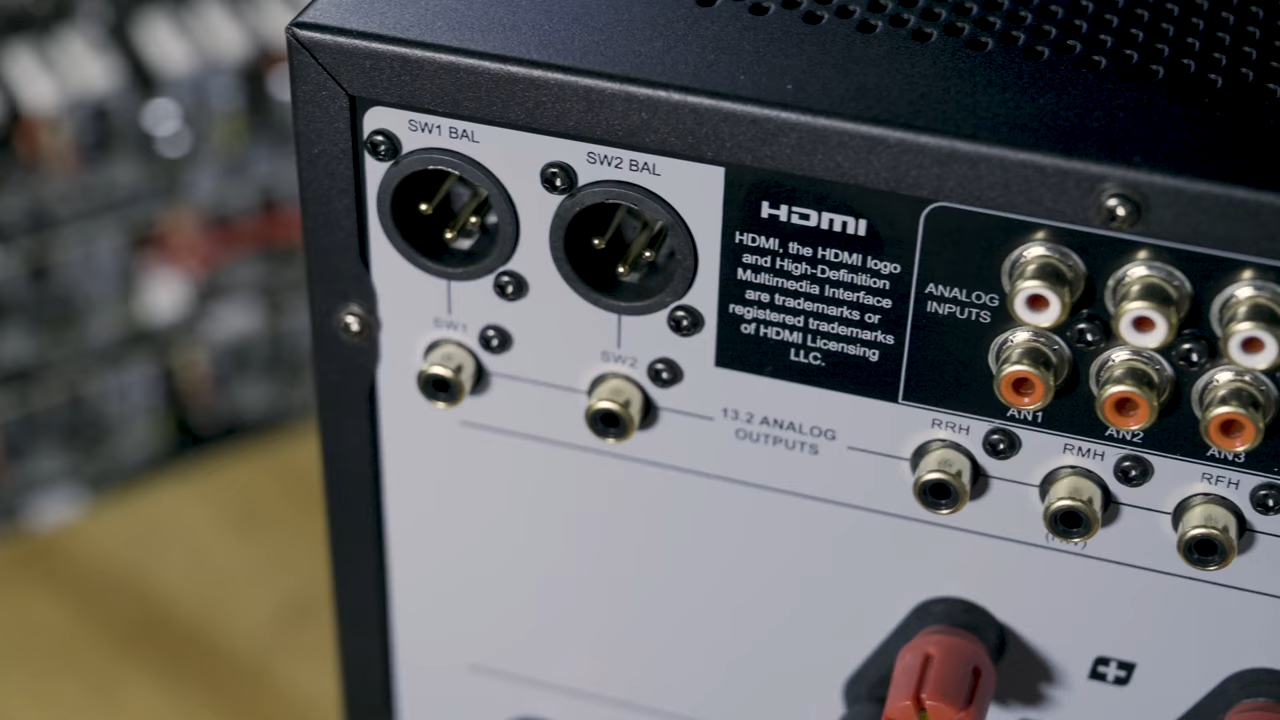 SW1 BAL
SW2 BAL
HDMI
HDMI, the HDMI logo
and High-Definition
Multimedia Interface
are trademarks or
registered trademarks
of HDMI Licensing
LLC.
ANALOG
INPUTS
AN1
AN2
AN3
SW1
SW2
13.2 ANALOG
OUTPUTS
RRH
RMH
RFH